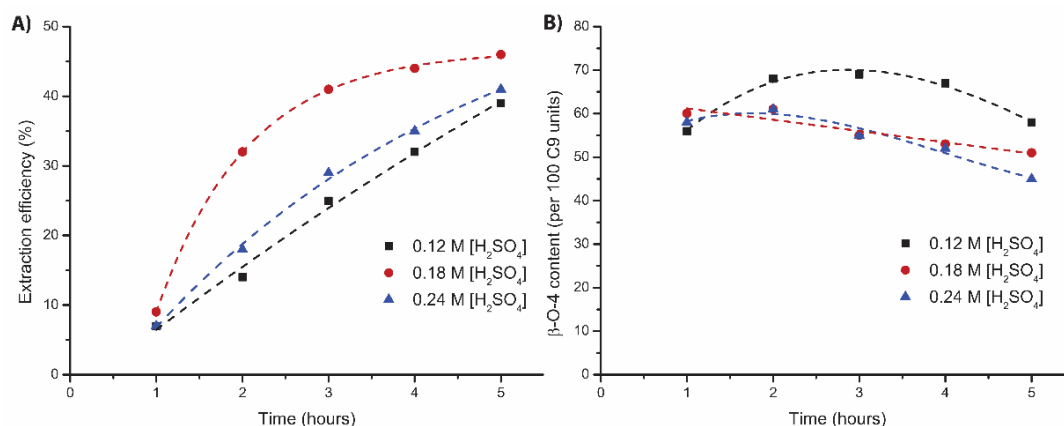 A)
Extraction efficiency (%)
50
40
30
20
10
0
0 1 2 3 4 5
Time (hours)
0.12 M [H₂SO₄]
0.18 M [H₂SO₄]
0.24 M [H₂SO₄]
B)
β-O-4 content (per 100 C9 units)
80
70
60
50
40
30
20
10
0
0 1 2 3 4 5
Time (hours)
0.12 M [H₂SO₄]
0.18 M [H₂SO₄]
0.24 M [H₂SO₄]